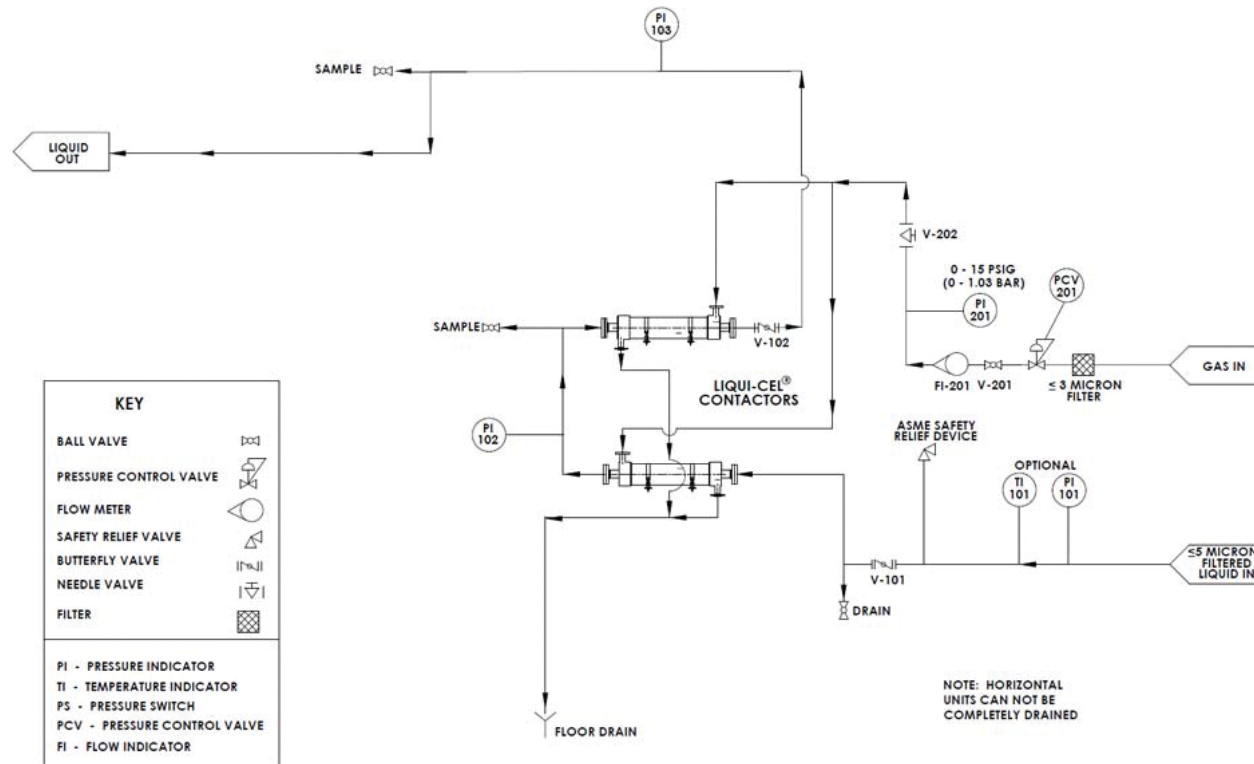 PI
103
SAMPLE
LIQUID
OUT
V-202
0 - 15 PSIG
(0 - 1.03 BAR)
PCV
201
PI
201
SAMPLE
V-102
FI-201
V-201
≤ 3 MICRON
FILTER
GAS IN
LIQUI-CEL®
CONTACTORS
PI
102
ASME SAFETY
RELIEF DEVICE
OPTIONAL
TI
101
PI
101
≤5 MICRON
FILTERED
LIQUID IN
V-101
DRAIN
FLOOR DRAIN
NOTE: HORIZONTAL
UNITS CAN NOT BE
COMPLETELY DRAINED
KEY
BALL VALVE
PRESSURE CONTROL VALVE
FLOW METER
SAFETY RELIEF VALVE
BUTTERFLY VALVE
NEEDLE VALVE
FILTER
PI - PRESSURE INDICATOR
TI - TEMPERATURE INDICATOR
PS - PRESSURE SWITCH
PCV - PRESSURE CONTROL VALVE
FI - FLOW INDICATOR